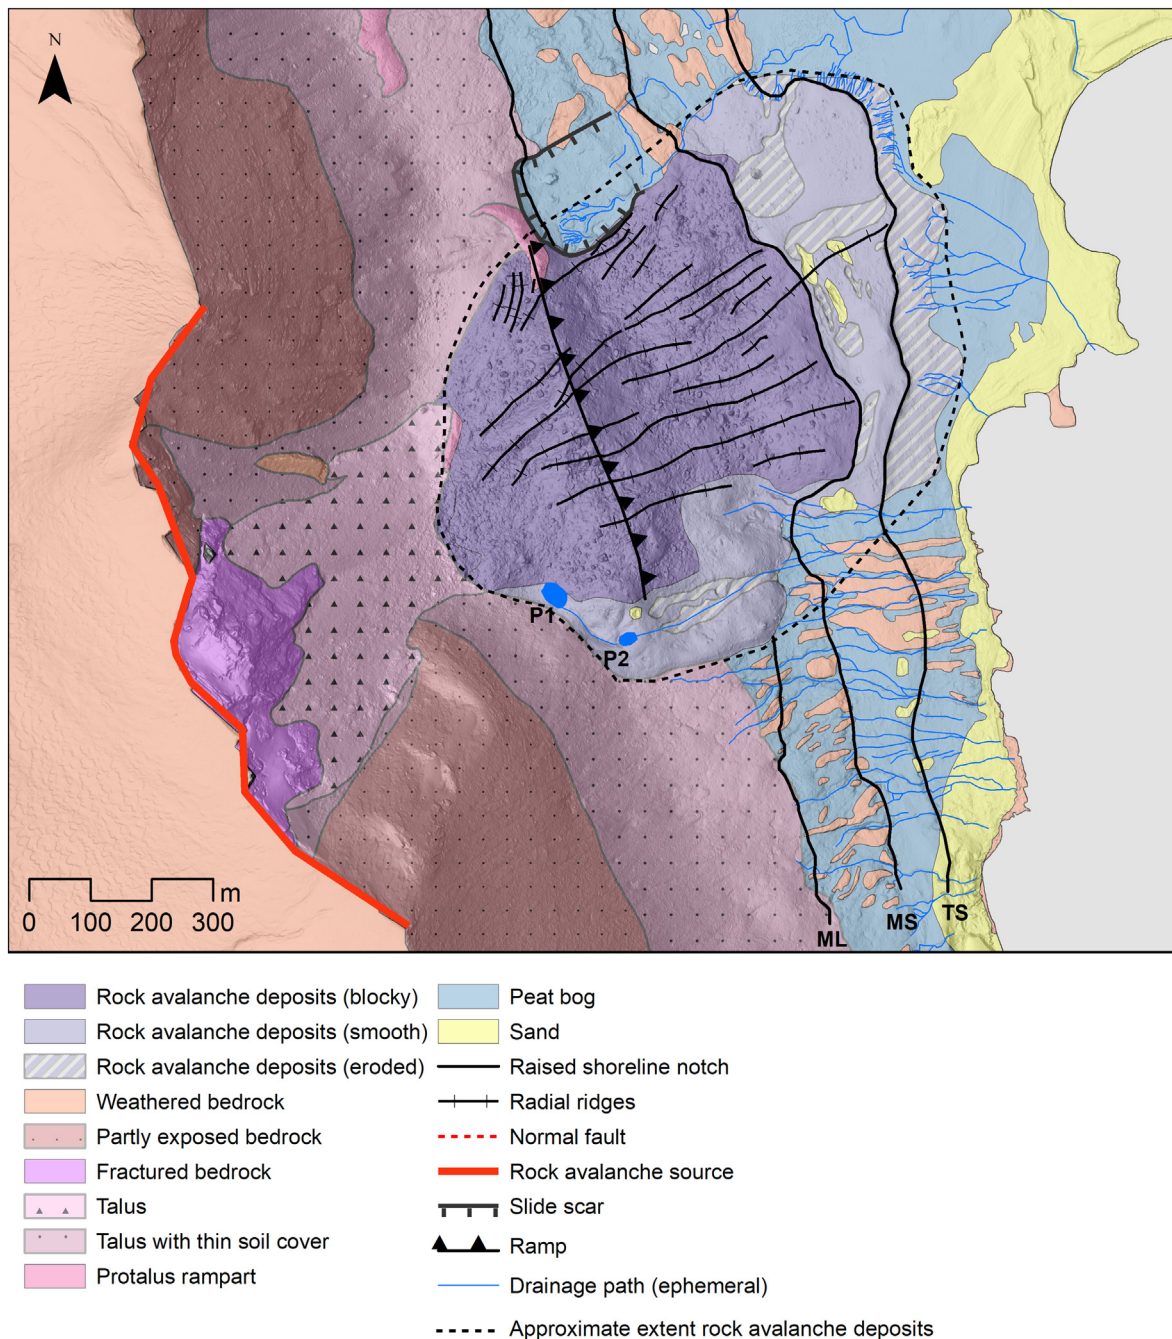 N
P1
P2
m
0 100 200 300
ML
MS
TS
Rock avalanche deposits (blocky)
Rock avalanche deposits (smooth)
Rock avalanche deposits (eroded)
Weathered bedrock
Partly exposed bedrock
Fractured bedrock
Talus
Talus with thin soil cover
Protalus rampart
Peat bog
Sand
Raised shoreline notch
Radial ridges
Normal fault
Rock avalanche source
Slide scar
Ramp
Drainage path (ephemeral)
Approximate extent rock avalanche deposits